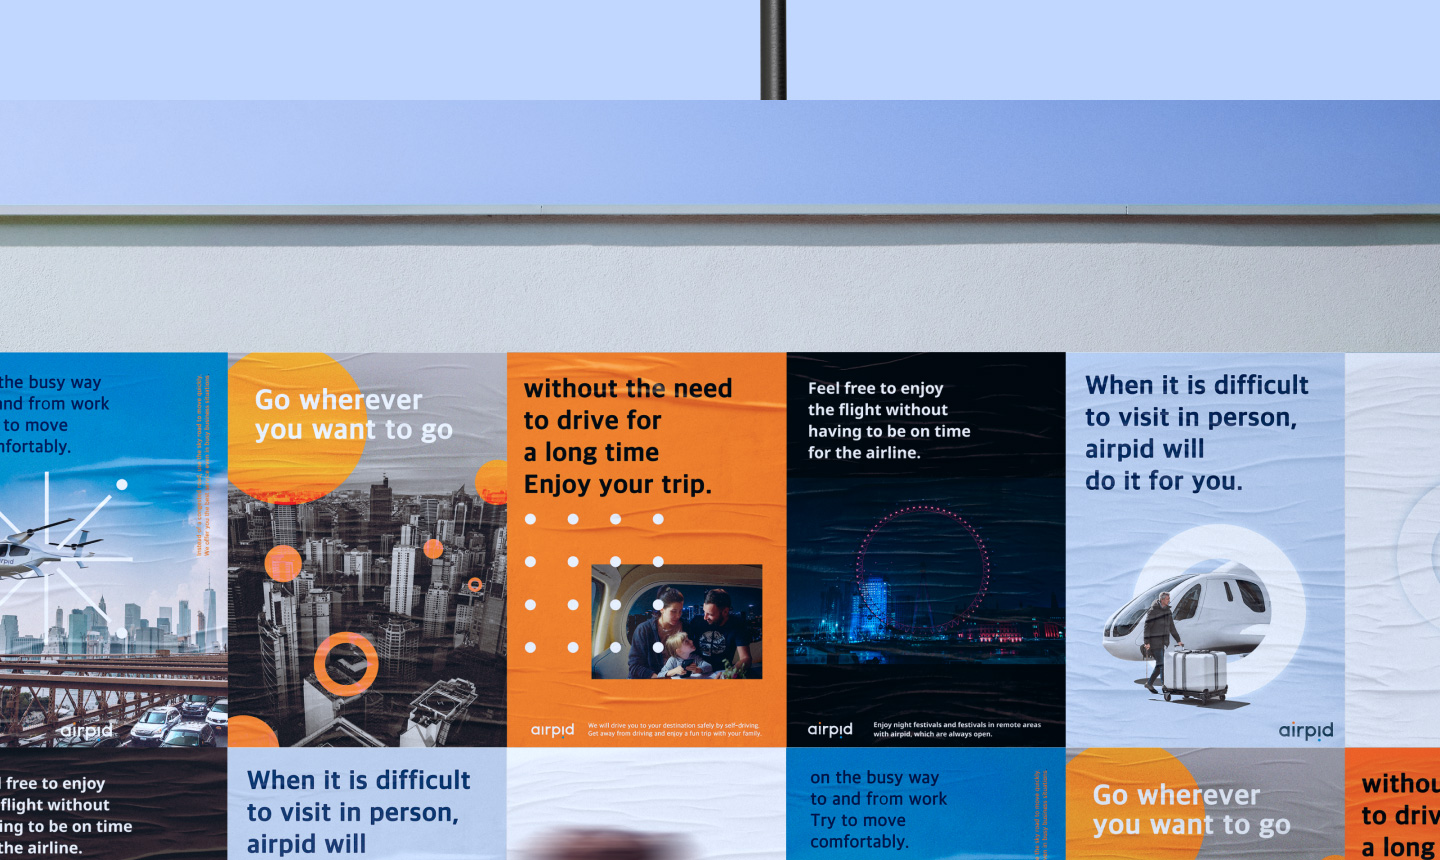 the busy way
and from work
to move
nfortably.
airpid
airpid
Go wherever
you want to go
without the need
to drive for
a long time
Enjoy your trip.
airpid
We will drive you to your destination safely by self-driving.
Get away from driving and enjoy a fun trip with your family.
Feel free to enjoy
the flight without
having to be on time
for the airline.
airpid
Enjoy night festivals and festivals in remote areas
with airpid, which are always open.
When it is difficult
to visit in person,
airpid will
do it for you.
airpid
free to enjoy
flight without
ing to be on time
the airline.
When it is difficult
to visit in person,
airpid will
on the busy way
to and from work
Try to move
comfortably.
Go wherever
you want to go
withou
to driv
a long